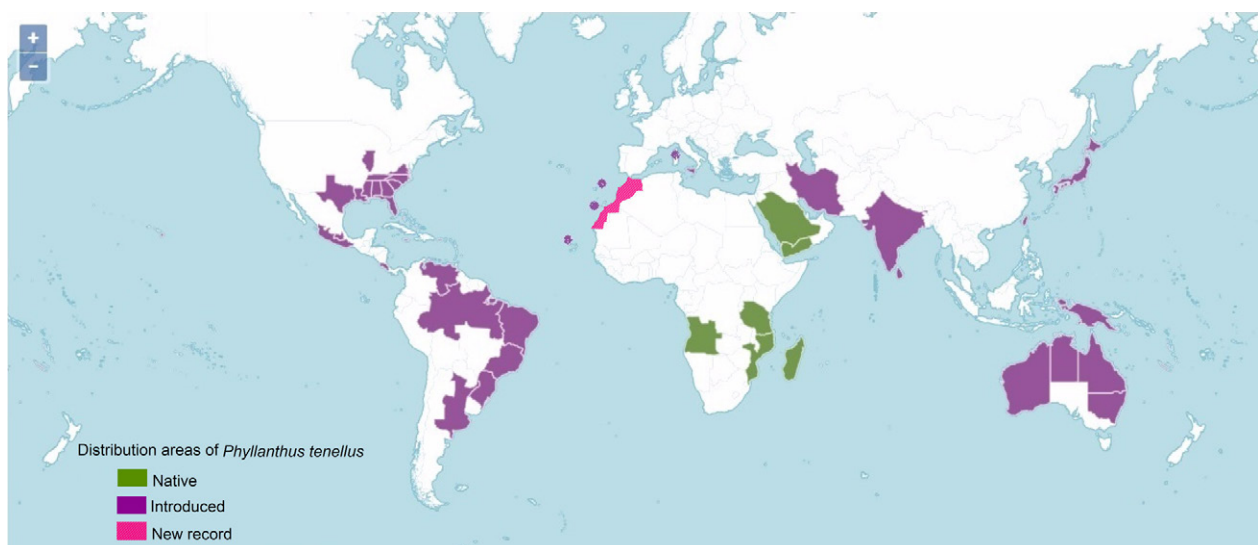 +
−
Distribution areas of Phyllanthus tenellus
Native
Introduced
New record